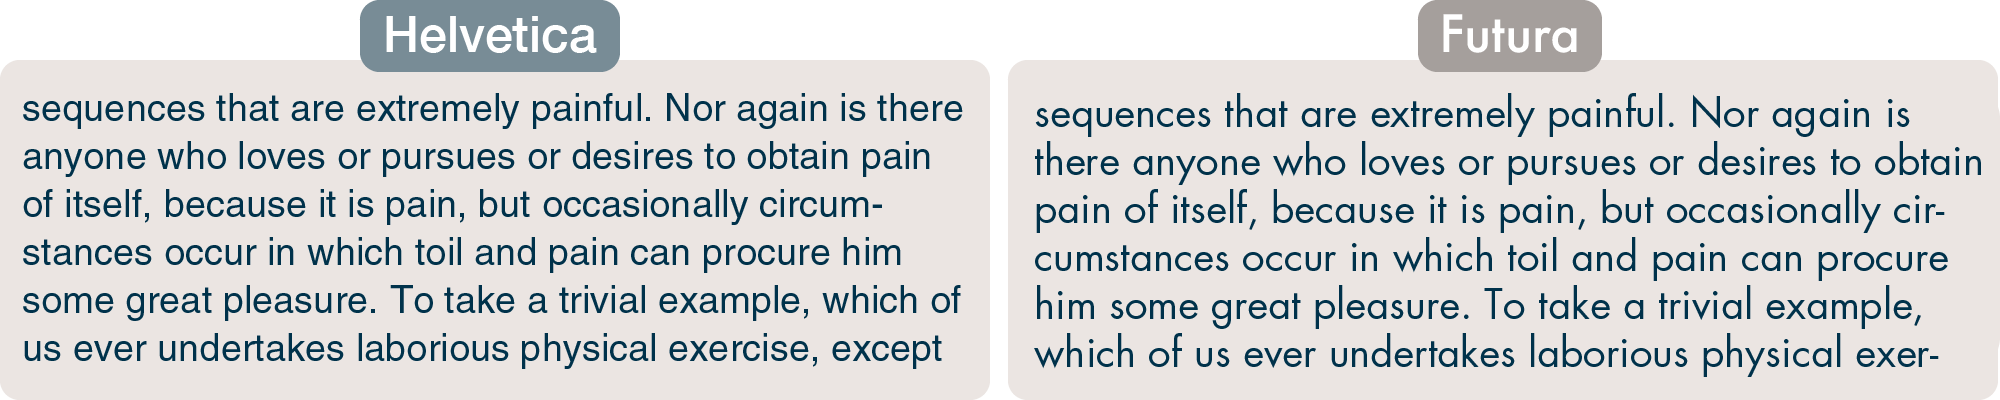 Helvetica
sequences that are extremely painful. Nor again is there
anyone who loves or pursues or desires to obtain pain
of itself, because it is pain, but occasionally circum-
stances occur in which toil and pain can procure him
some great pleasure. To take a trivial example, which of
us ever undertakes laborious physical exercise, except
Futura
sequences that are extremely painful. Nor again is
there anyone who loves or pursues or desires to obtain
pain of itself, because it is pain, but occasionally cir-
cumstances occur in which toil and pain can procure
him some great pleasure. To take a trivial example,
which of us ever undertakes laborious physical exer-